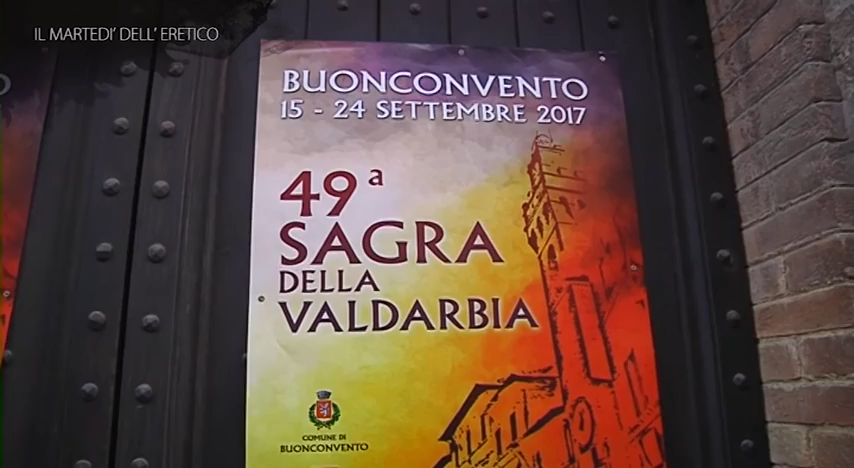 IL MARTEDI' DELL' ERETICO
BUONCONVENTO
15 - 24 SETTEMBRE 2017
49ª
SAGRA
DELLA
VALDARBIA
COMUNE DI
BUONCONVENTO